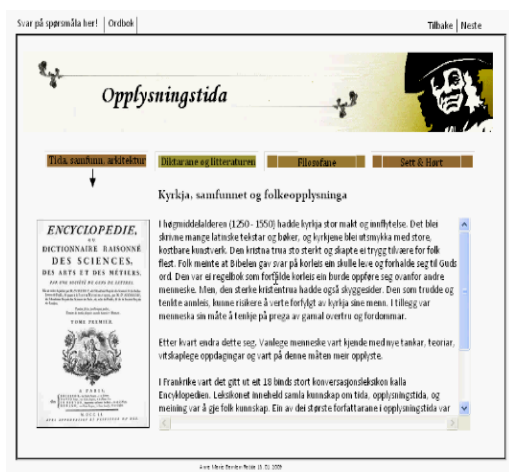 Svar på spørsmåla her! Ordbok Tilbake Neste
Opplysningstida
Tida, samfunn, arkitektur Diktarane og litteraturen Filosofane Sett & Hørt
Kyrkja, samfunnet og folkeopplysninga
ENCYCLOPEDIE,
OU
DICTIONNAIRE RAISONNÉ
DES SCIENCES,
DES ARTS ET DES MÉTIERS,
TOME PREMIER.
A PARIS,
I høgmiddelalderen (1250 - 1550) hadde kyrkja stor makt og innflytelse. Det blei
skrivne mange latinske tekstar og bøker, og kyrkjene blei utsmykka med store,
kostbare kunstverk. Den kristna trua sto sterkt og skapte ei trygg tilvære for folk
flest. Folk meinte at Bibelen gav svar på korleis ein skulle leve og forhalde seg til Guds
ord. Den var ei regelbok som fortalde korleis ein burde oppføre seg ovanfor andre
menneske. Men, den sterke kristentrua hadde også skyggesider. Den som trudde og
tenkte annleis, kunne risikere å verte forfylgt av kyrkja sine menn. I tillegg var
menneska sin måte å tenkje på prega av gamal overtru og fordommar.
Etter kvart endra dette seg. Vanlege menneske vart kjende med nye tankar, teoriar,
vitskaplege oppdagingar og vart på denne måten meir opplyste.
I Frankrike vart det gitt ut eit 18 binds stort konversasjonsleksikon kalla
Encyklopedien. Leksikonet inneheld samla kunnskap om tida, opplysningstida, og
meininga var å gje folk kunnskap. Ein av dei største forfattarane i opplysningstida var